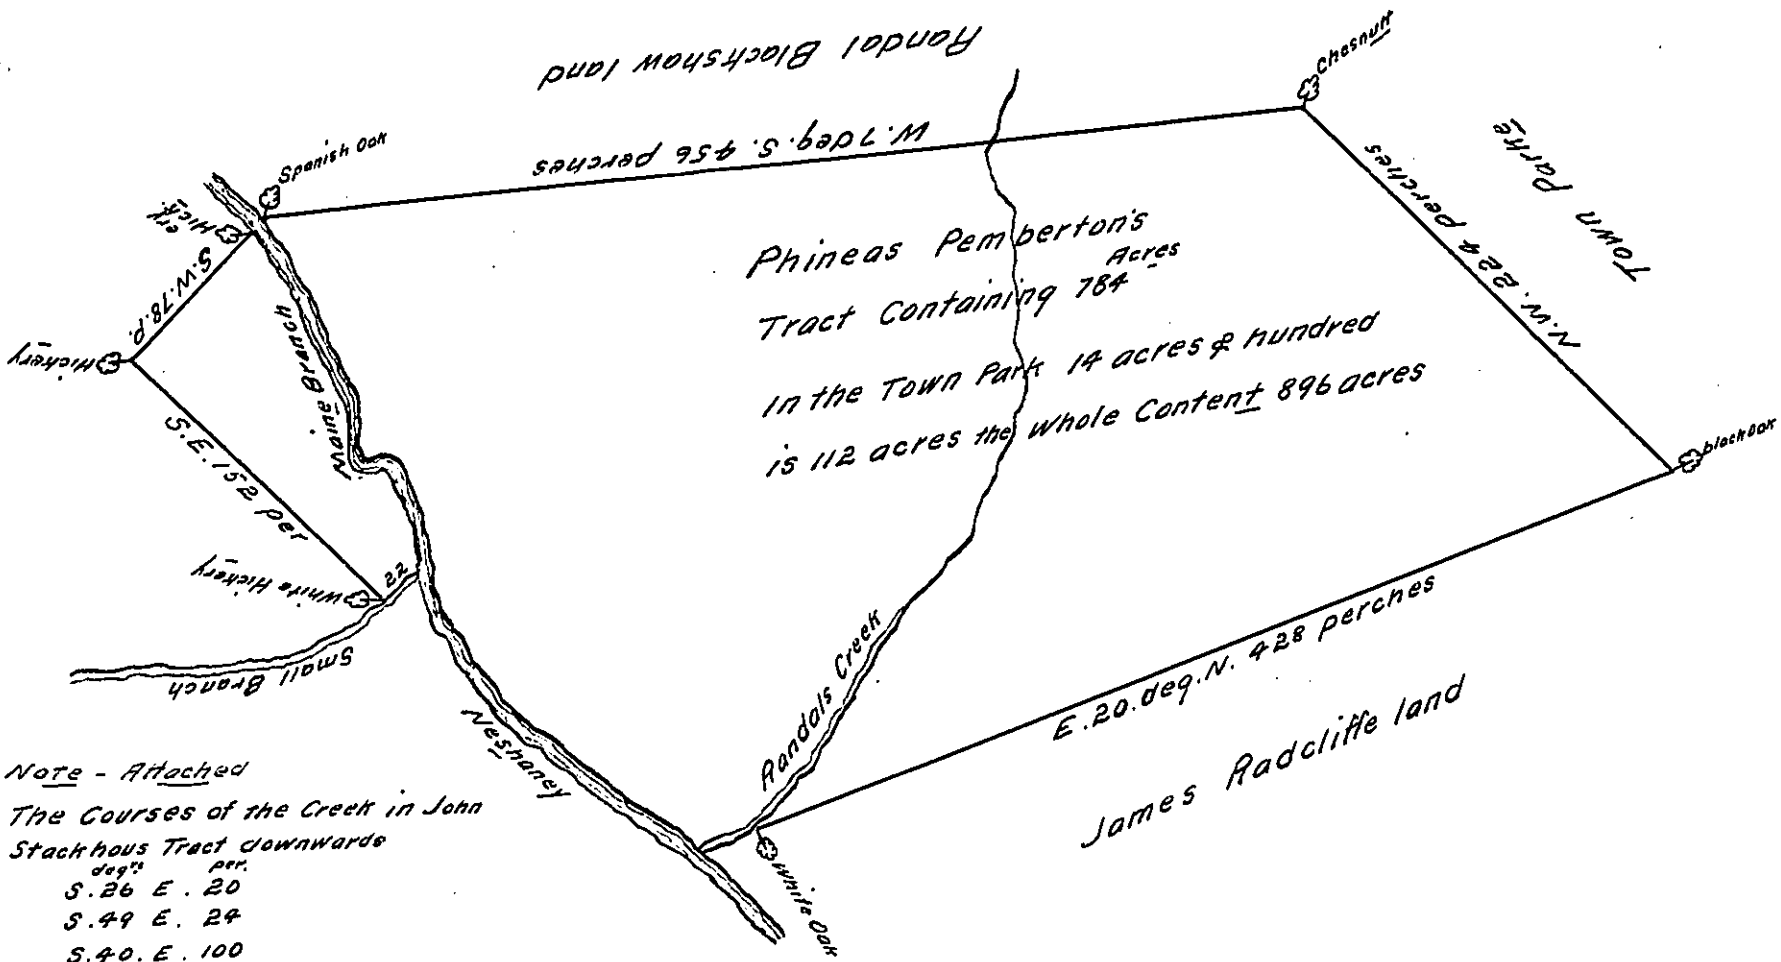 Randal Blackshaw land
W. 7 deg. S. 456 perches
Chesnutt
Town Parke
N.W. 224 perches
black oak
Spanish Oak
Hick
ery.
S.W. 78. P.
Hickery
S.E. 152 per
White Hickery
22
Small Branch
Maine Branch
Neshaney
Phineas Pemberton's
Tract Containing 784 Acres
In the Town Park 14 acres & hundred
is 112 acres the Whole Content 896 acres
Randals Creek
E. 20. deg. N. 428 perches
James Radcliffe land
White Oak
Note - Attached
The Courses of the Creek in John
Stackhous Tract downwards
degrs per.
S. 26 E. 20
S. 49 E. 24
S. 40. E. 100